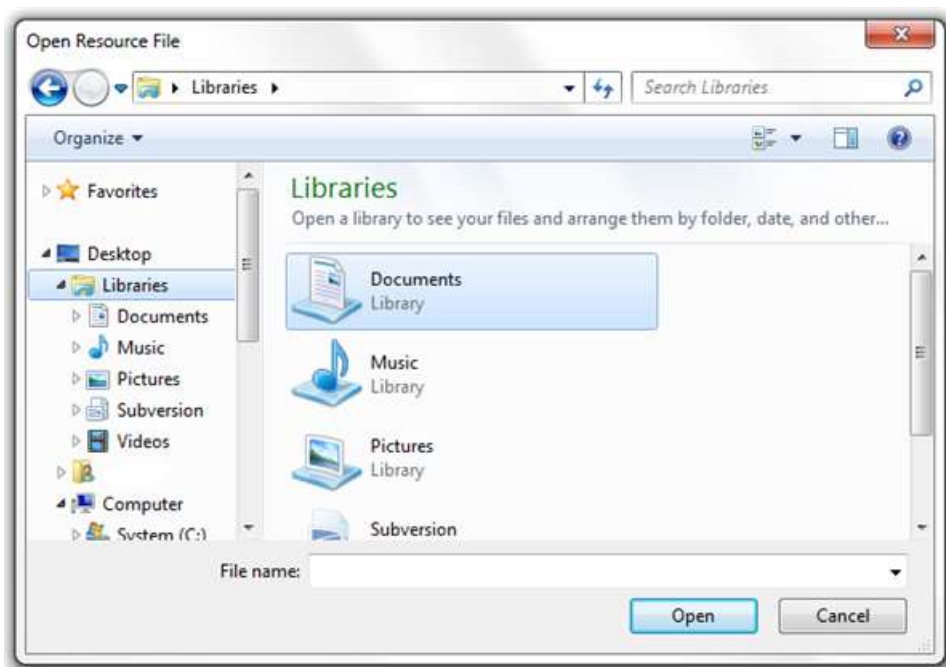 Open Resource File
Libraries
Search Libraries
Organize
Favorites
Desktop
Libraries
Documents
Music
Pictures
Subversion
Videos
Computer
System (C:)
Libraries
Open a library to see your files and arrange them by folder, date, and other...
Documents
Library
Music
Library
Pictures
Library
Subversion
File name:
Open
Cancel